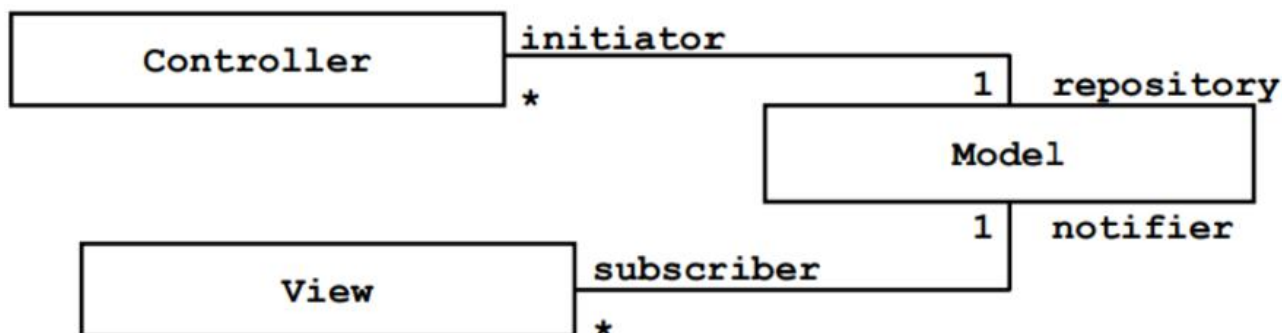 initiator
Controller
*
1 repository
Model
1 notifier
subscriber
View
*